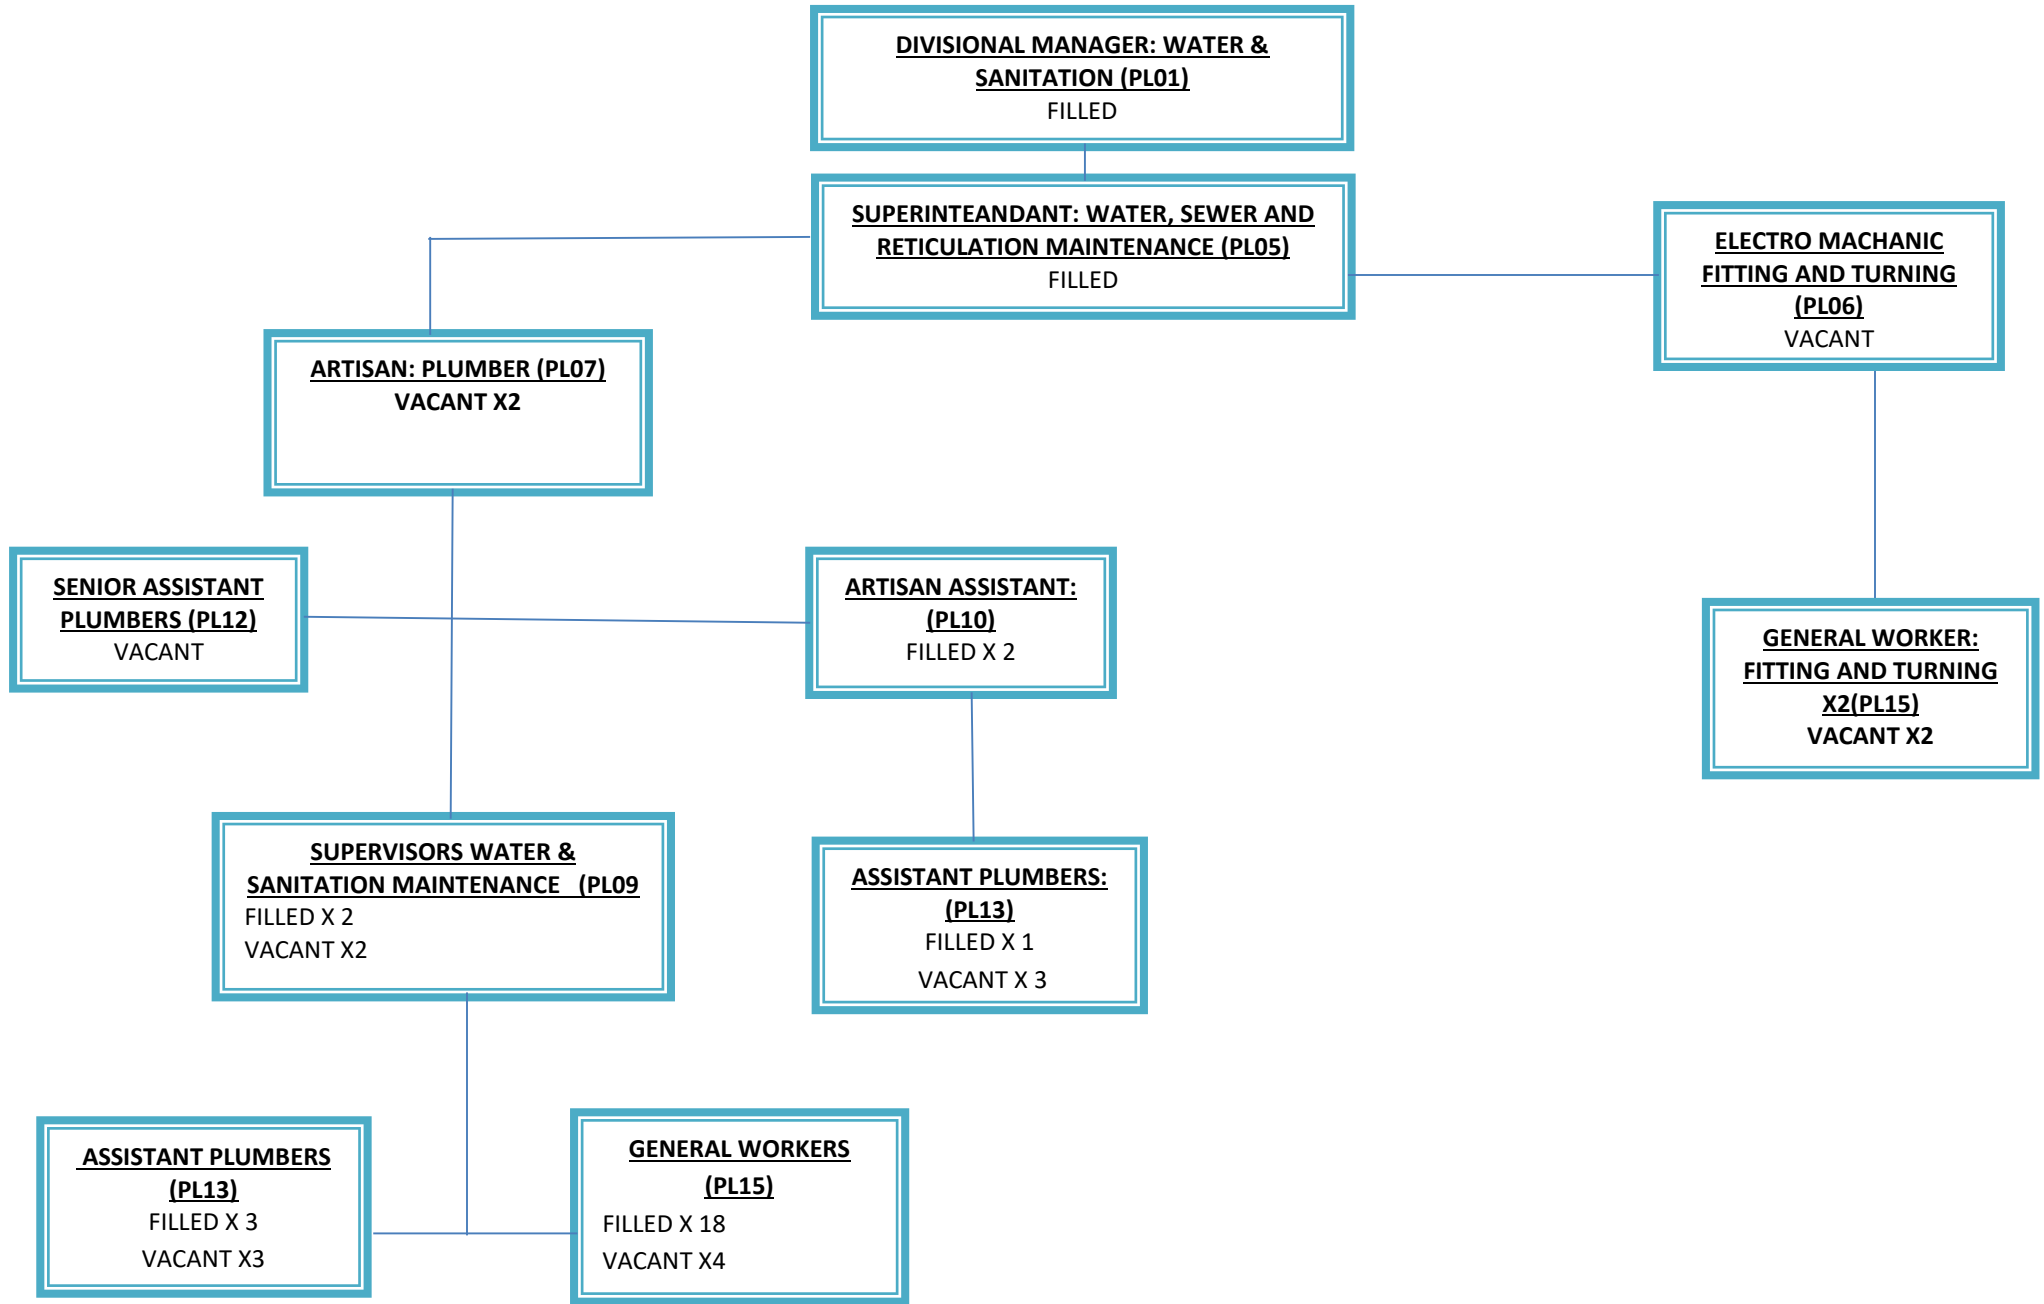 DIVISIONAL MANAGER: WATER &
SANITATION (PL01)
FILLED
SUPERINTEANDANT: WATER, SEWER AND
RETICULATION MAINTENANCE (PL05)
FILLED
ELECTRO MACHANIC
FITTING AND TURNING
(PL06)
VACANT
ARTISAN: PLUMBER (PL07)
VACANT X2
SENIOR ASSISTANT
PLUMBERS (PL12)
VACANT
ARTISAN ASSISTANT:
(PL10)
FILLED X 2
GENERAL WORKER:
FITTING AND TURNING
X2(PL15)
VACANT X2
SUPERVISORS WATER &
SANITATION MAINTENANCE (PL09
FILLED X 2
VACANT X2
ASSISTANT PLUMBERS:
(PL13)
FILLED X 1
VACANT X 3
ASSISTANT PLUMBERS
(PL13)
FILLED X 3
VACANT X3
GENERAL WORKERS
(PL15)
FILLED X 18
VACANT X4